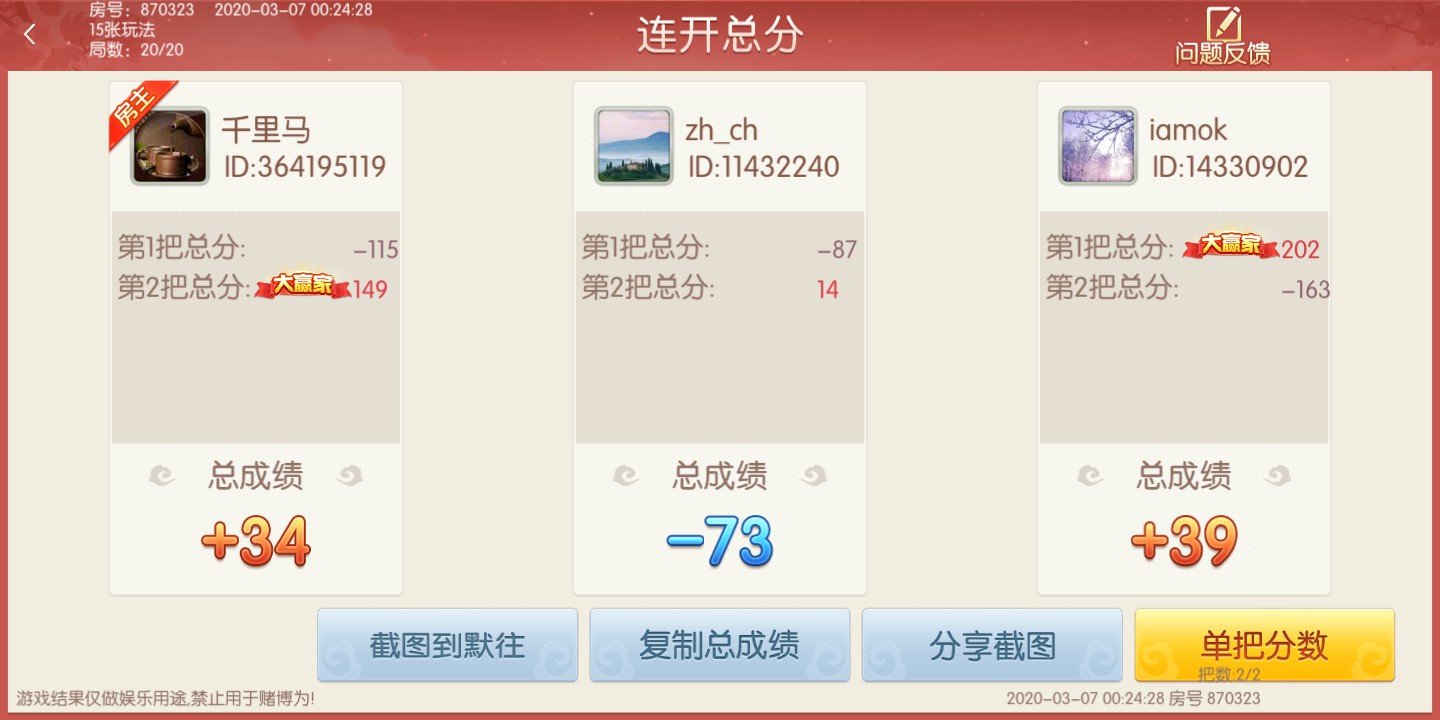 房号：870323 2020-03-07 00:24:28
15张玩法
局数：20/20
连开总分
问题反馈
房主
千里马
ID:364195119
第1把总分: -115
第2把总分: 大赢家 149
总成绩
+34
zh_ch
ID:11432240
第1把总分: -87
第2把总分: 14
总成绩
-73
iamok
ID:14330902
第1把总分: 大赢家 202
第2把总分: -163
总成绩
+39
截图到默往
复制总成绩
分享截图
单把分数
把数:2/2
游戏结果仅做娱乐用途,禁止用于赌博为!
2020-03-07 00:24:28 房号 870323